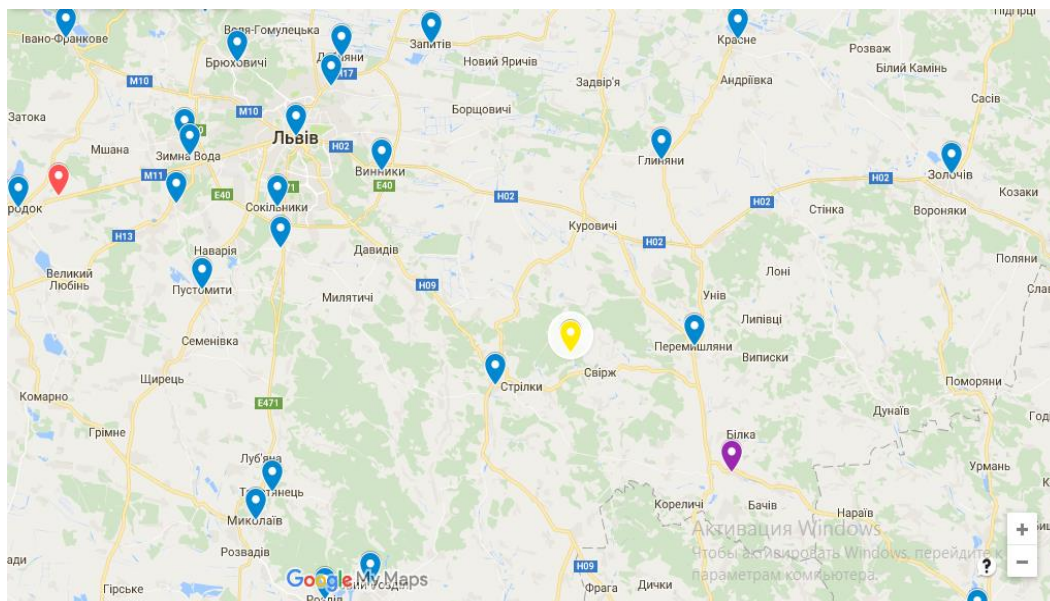 Підгірці
Івано-Франкове
Воля-Гомулецька
Запитів
Красне
Брюховичі
Новий Яричів
Розваж
Білий Камінь
M10
H17
Задвір'я
Андріївка
Сасів
Затока
M10
Борщовичі
Львів
Мшана
Зимна Вода
H02
Винники
Глиняни
Золочів
M11
E40
E40
H02
H02
Козаки
Сокільники
H02
Стінка
Вороняки
Куровичі
H13
H02
Наварія
Давидів
Поляни
Великий
Любінь
Лоні
H09
Пустомити
Милятичі
Унів
Липівці
Семенівка
Перемишляни
Виписки
Щирець
Свірж
Стрілки
Поморяни
Комарно
E471
Дунаїв
Грімне
Білка
Луб'яна
Урмань
Миколаїв
Кореличі
Бачів
Нараїв
Активация Windows
Розвадів
Чтобы активировать Windows, перейдите к
параметрам компьютера.
Google My Maps
H09
Гірське
Фрага
Дички
+
−
?